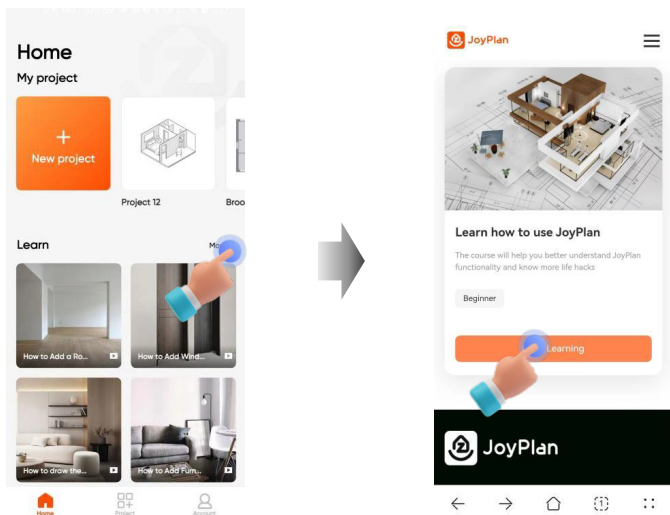 Home
My project
+
New project
Project 12
Broo
Learn
How to Add a Ro...
How to Add Wind...
How to draw the...
How to Add Furn...
Home
Project
Account
JoyPlan
Learn how to use JoyPlan
The course will help you better understand JoyPlan
functionality and know more life hacks
Beginner
Learning
JoyPlan
1